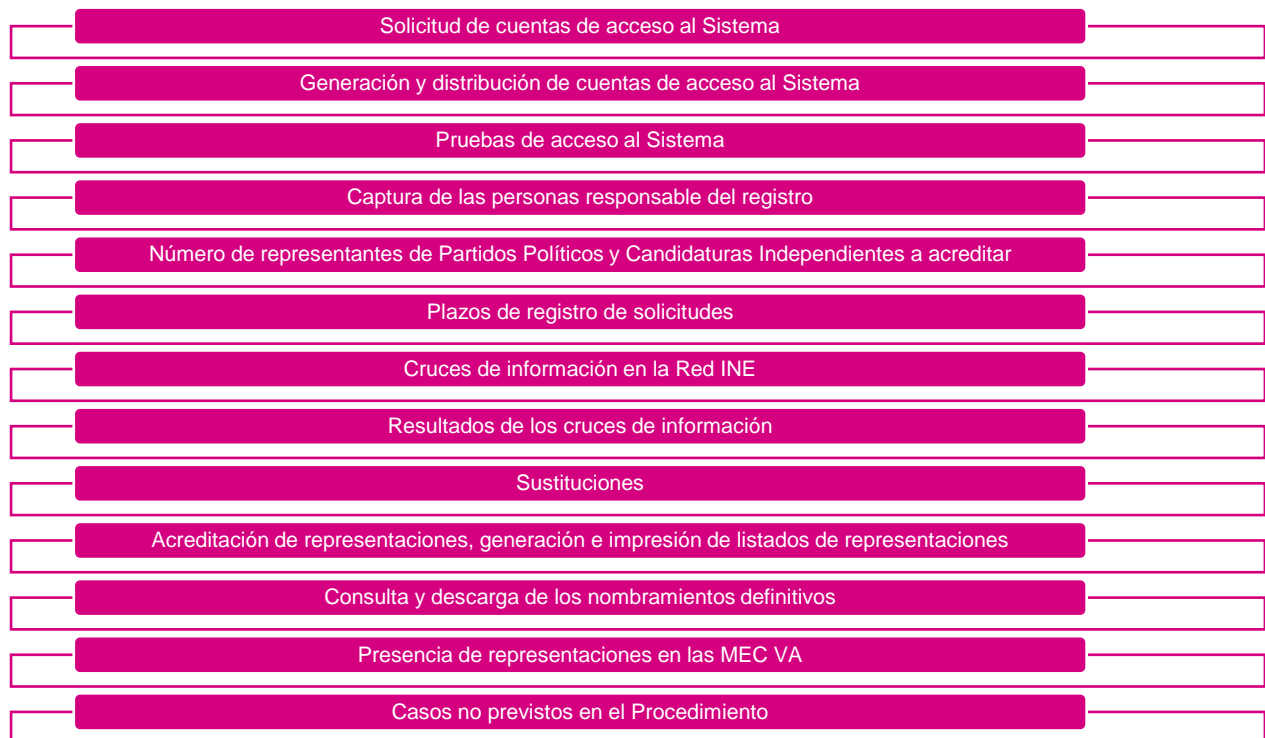 Solicitud de cuentas de acceso al Sistema
Generación y distribución de cuentas de acceso al Sistema
Pruebas de acceso al Sistema
Captura de las personas responsable del registro
Número de representantes de Partidos Políticos y Candidaturas Independientes a acreditar
Plazos de registro de solicitudes
Cruces de información en la Red INE
Resultados de los cruces de información
Sustituciones
Acreditación de representaciones, generación e impresión de listados de representaciones
Consulta y descarga de los nombramientos definitivos
Presencia de representaciones en las MEC VA
Casos no previstos en el Procedimiento